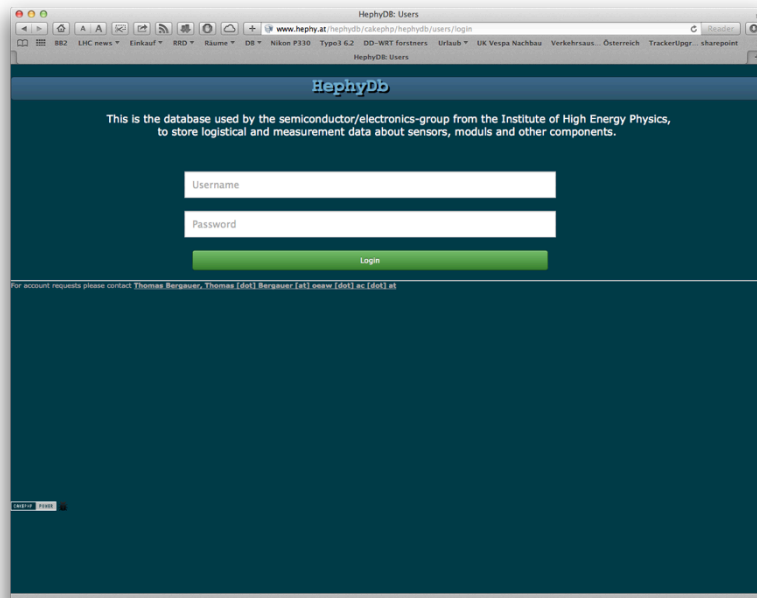 HephyDB: Users
A A
www.hephy.at/hephydb/cakephp/hephydb/users/login
Reader
BR2 LHC news Einkauf RRD Räume DB Nikon P330 Typo3 6.2 DD-WRT forstners Urlaub UK Vespa Nachbau Verkehrsaus... Österreich TrackerUpgr... sharepoint
HephyDB: Users
HephyDb
This is the database used by the semiconductor/electronics-group from the Institute of High Energy Physics,
to store logistical and measurement data about sensors, moduls and other components.
Username
Password
Login
For account requests please contact Thomas Bergauer, Thomas [dot] Bergauer [at] oeaw [dot] ac [dot] at
CAKEPHP POWER